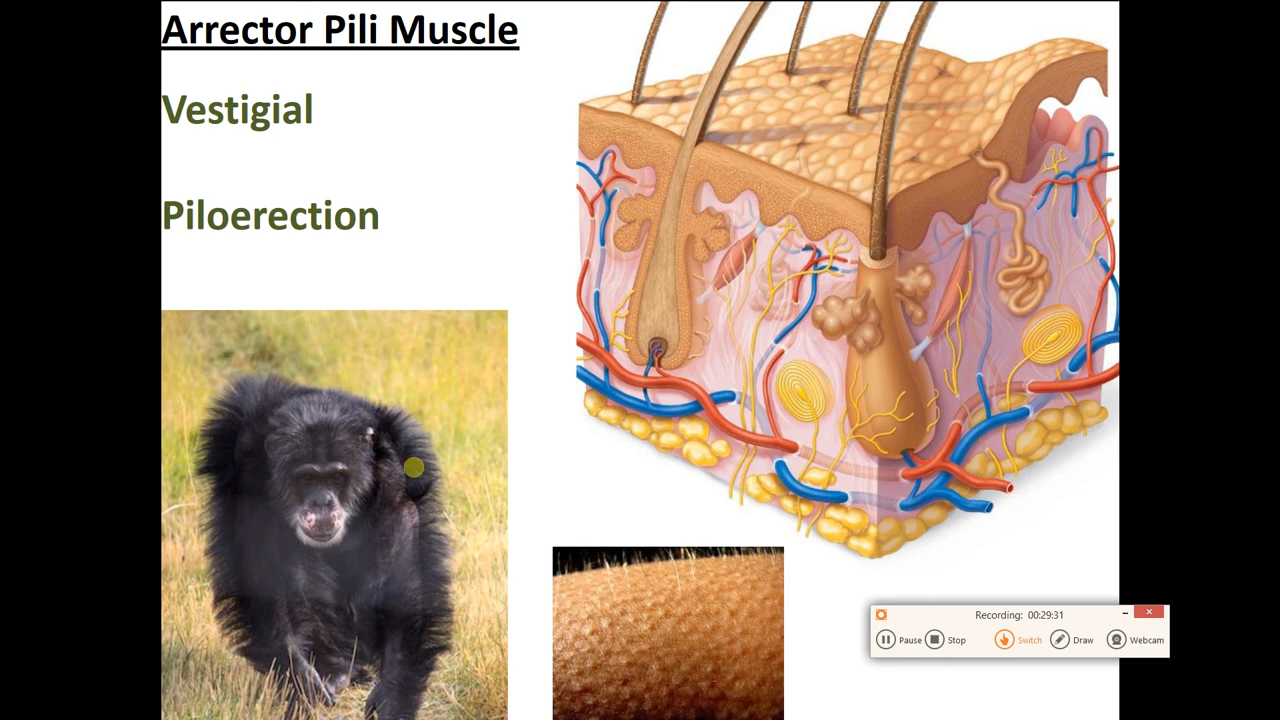 Arrector Pili Muscle
Vestigial
Piloerection
Recording: 00:29:31
Pause Stop Switch Draw Webcam